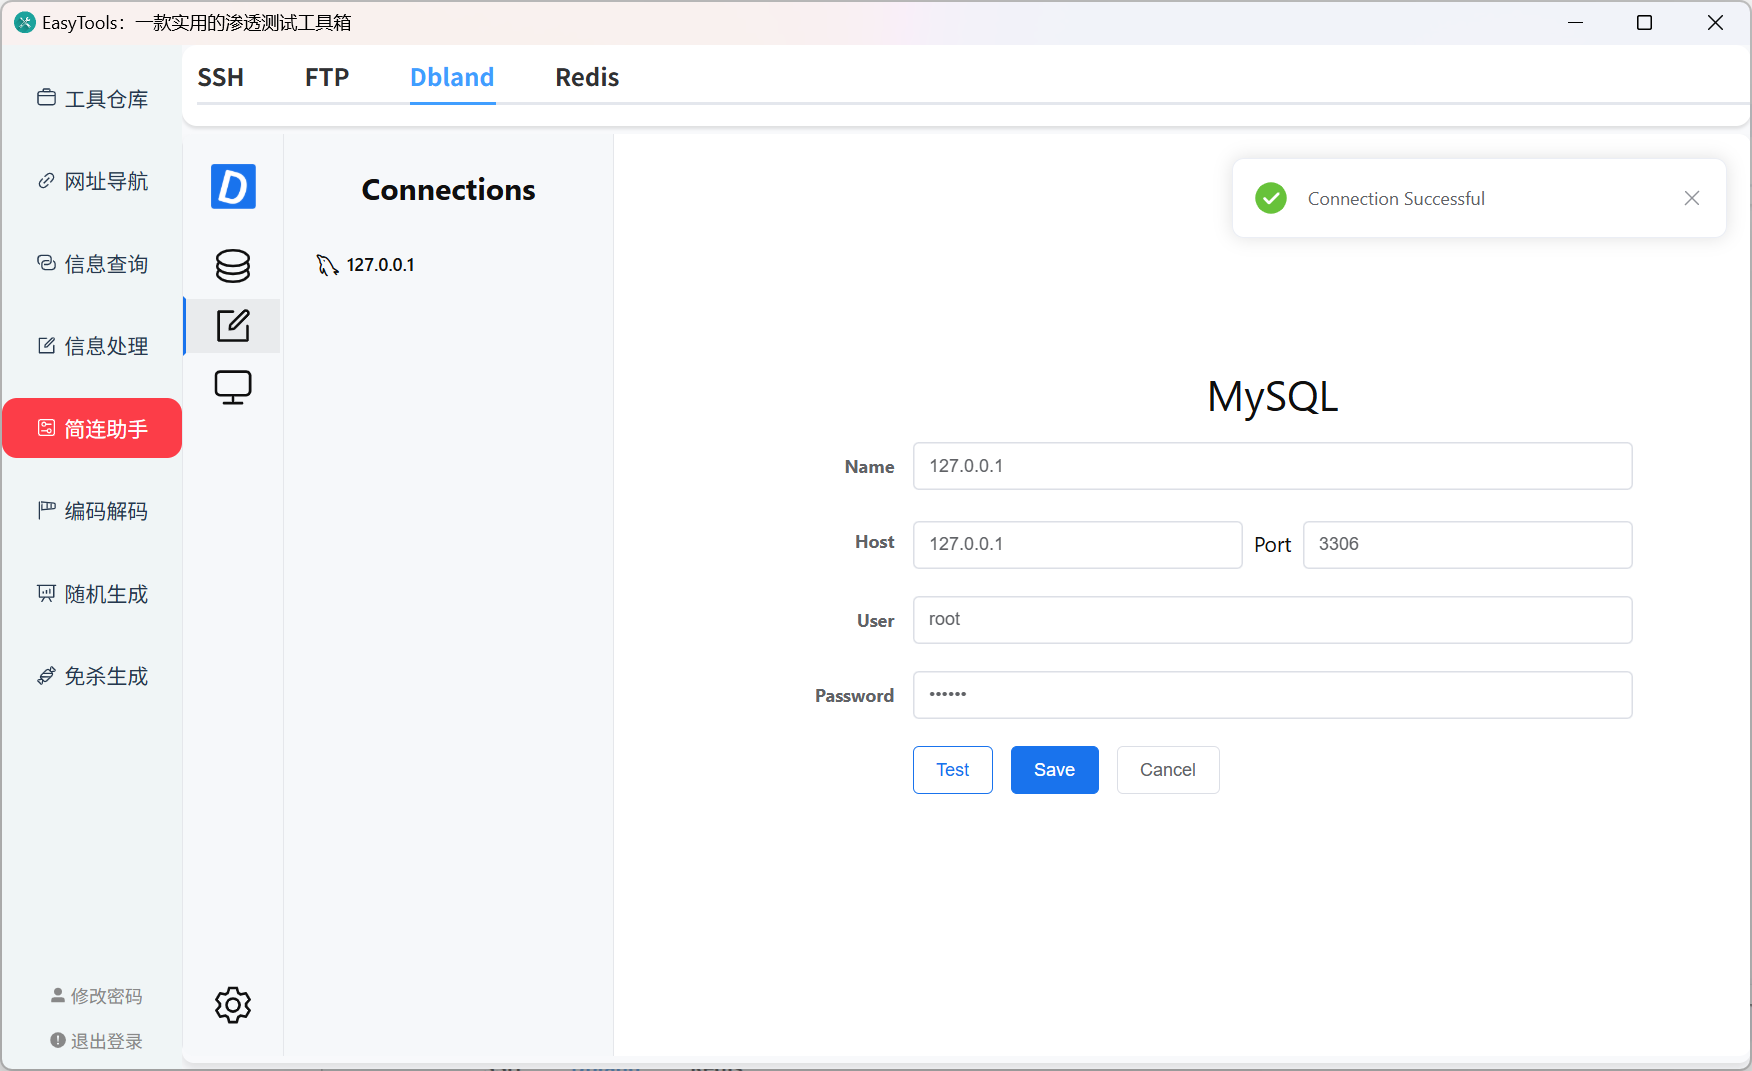 EasyTools：一款实用的渗透测试工具箱
SSH FTP Dbland Redis
工具仓库
网址导航
信息查询
信息处理
简连助手
编码解码
随机生成
免杀生成
修改密码
退出登录
D
Connections
127.0.0.1
Connection Successful
MySQL
Name 127.0.0.1
Host 127.0.0.1 Port 3306
User root
Password ••••••
Test Save Cancel